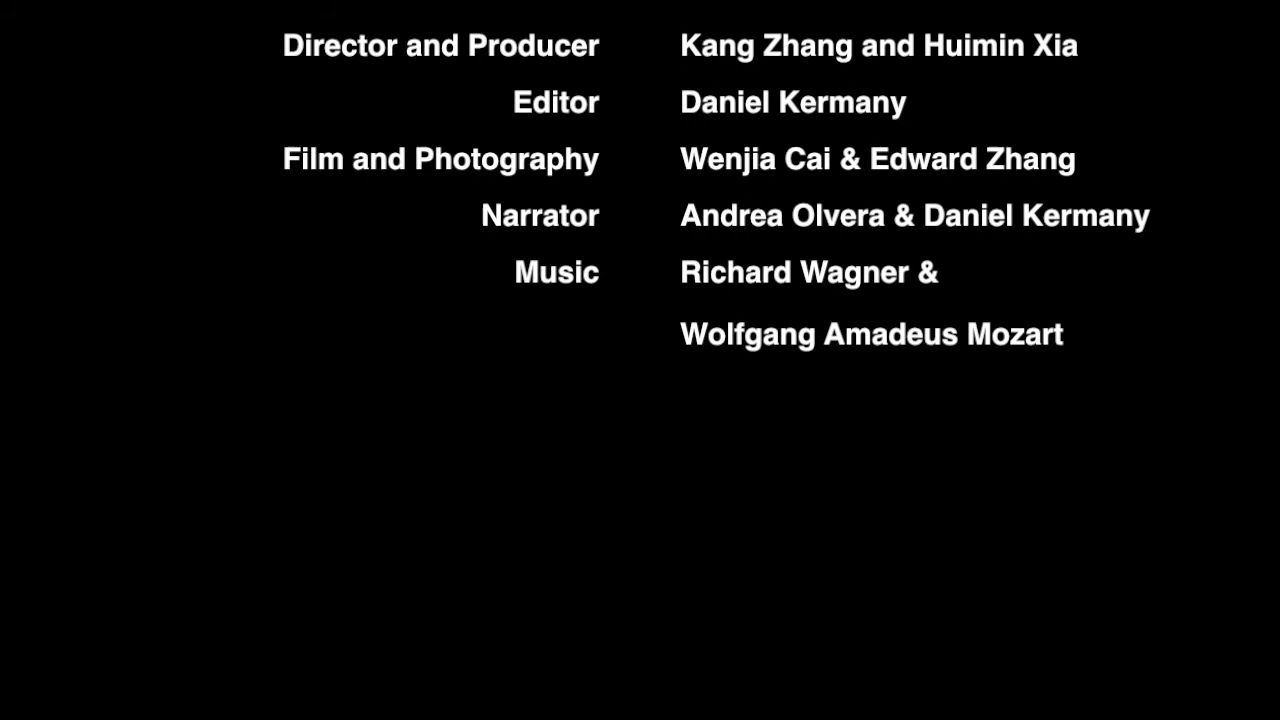 Director and Producer Kang Zhang and Huimin Xia
Editor Daniel Kermany
Film and Photography Wenjia Cai & Edward Zhang
Narrator Andrea Olvera & Daniel Kermany
Music Richard Wagner &
Wolfgang Amadeus Mozart